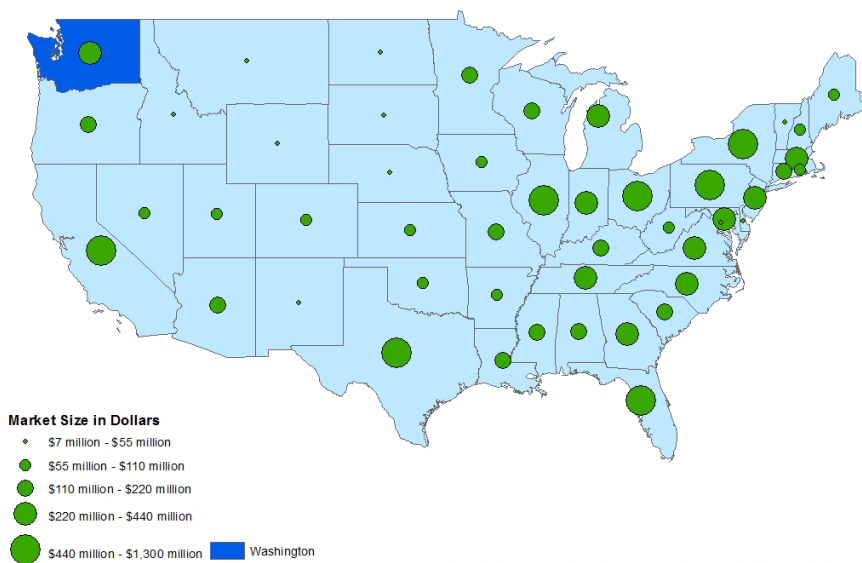 Market Size in Dollars
$7 million - $55 million
$55 million - $110 million
$110 million - $220 million
$220 million - $440 million
$440 million - $1,300 million
Washington